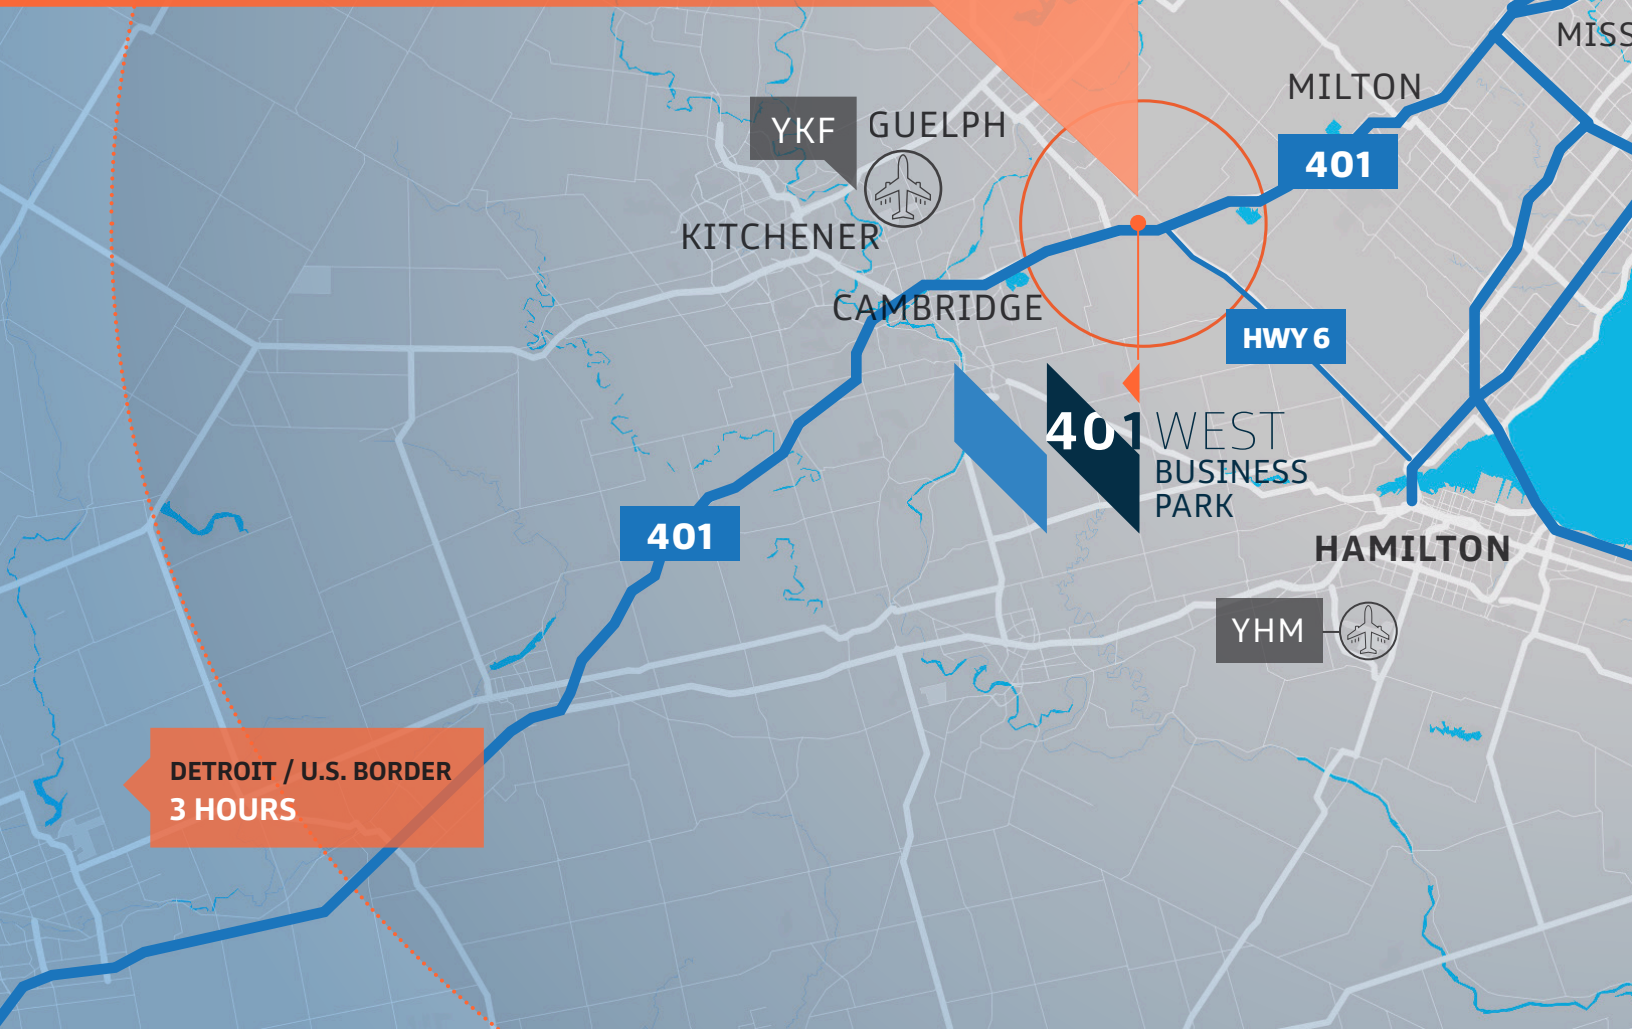 MISS
MILTON
YKF
GUELPH
401
KITCHENER
CAMBRIDGE
HWY 6
401 WEST
BUSINESS
PARK
401
HAMILTON
YHM
DETROIT / U.S. BORDER
3 HOURS